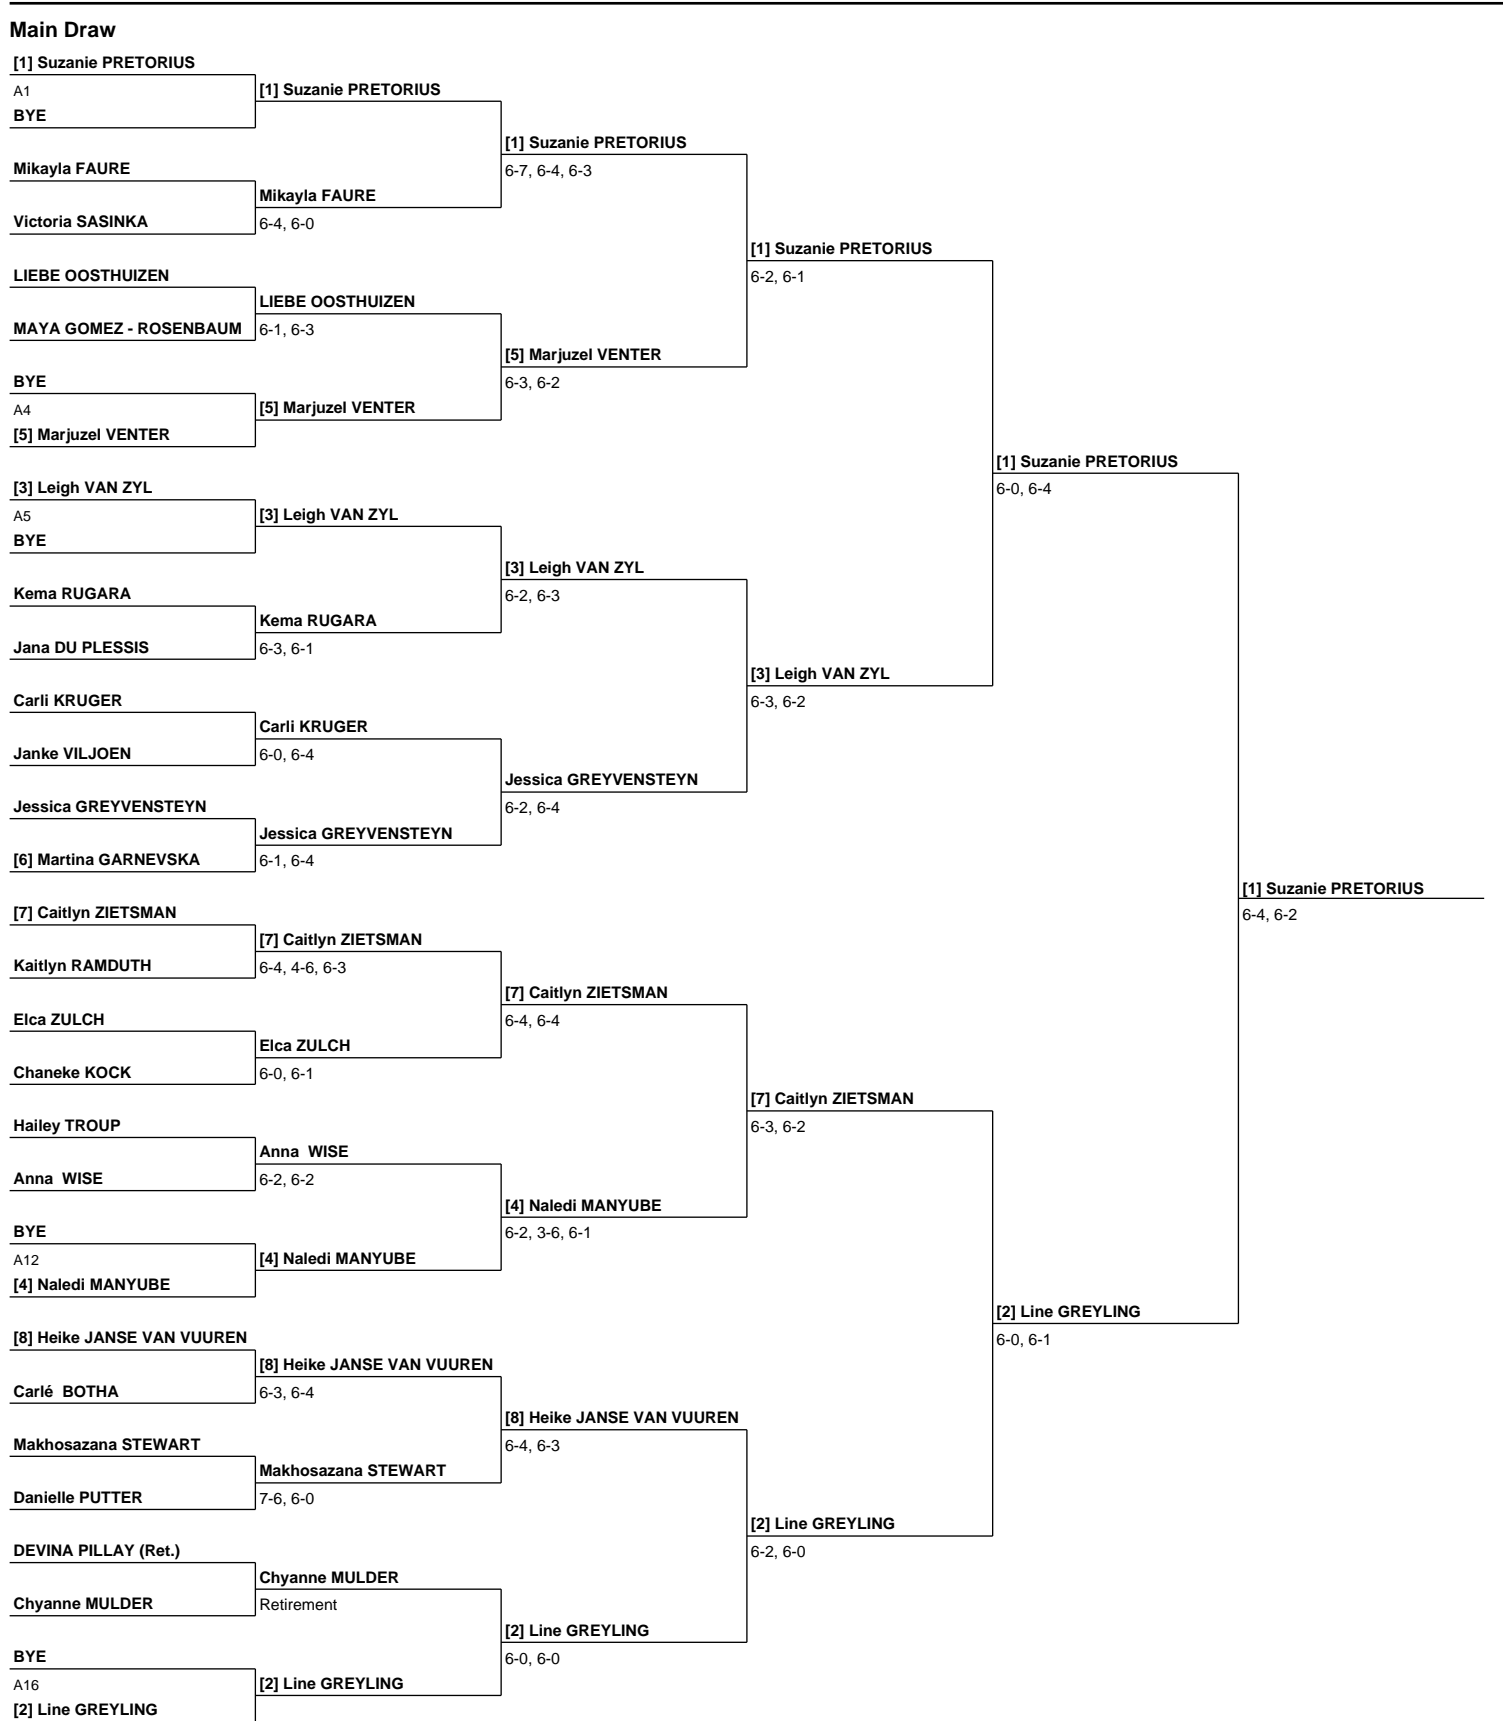 Main Draw
[1] Suzanie PRETORIUS
A1
BYE
Mikayla FAURE
Victoria SASINKA
LIEBE OOSTHUIZEN
MAYA GOMEZ - ROSENBAUM
BYE
A4
[5] Marjuzel VENTER
[3] Leigh VAN ZYL
A5
BYE
Kema RUGARA
Jana DU PLESSIS
Carli KRUGER
Janke VILJOEN
Jessica GREYVENSTEYN
[6] Martina GARNEVSKA
[7] Caitlyn ZIETSMAN
Kaitlyn RAMDUTH
Elca ZULCH
Chaneke KOCK
Hailey TROUP
Anna  WISE
BYE
A12
[4] Naledi MANYUBE
[8] Heike JANSE VAN VUUREN
Carlé  BOTHA
Makhosazana STEWART
Danielle PUTTER
DEVINA PILLAY (Ret.)
Chyanne MULDER
BYE
A16
[2] Line GREYLING
[1] Suzanie PRETORIUS
Mikayla FAURE
6-4, 6-0
LIEBE OOSTHUIZEN
6-1, 6-3
[5] Marjuzel VENTER
[3] Leigh VAN ZYL
Kema RUGARA
6-3, 6-1
Carli KRUGER
6-0, 6-4
Jessica GREYVENSTEYN
6-1, 6-4
[7] Caitlyn ZIETSMAN
6-4, 4-6, 6-3
Elca ZULCH
6-0, 6-1
Anna  WISE
6-2, 6-2
[4] Naledi MANYUBE
[8] Heike JANSE VAN VUUREN
6-3, 6-4
Makhosazana STEWART
7-6, 6-0
Chyanne MULDER
Retirement
[2] Line GREYLING
[1] Suzanie PRETORIUS
6-7, 6-4, 6-3
[5] Marjuzel VENTER
6-3, 6-2
[3] Leigh VAN ZYL
6-2, 6-3
Jessica GREYVENSTEYN
6-2, 6-4
[7] Caitlyn ZIETSMAN
6-4, 6-4
[4] Naledi MANYUBE
6-2, 3-6, 6-1
[8] Heike JANSE VAN VUUREN
6-4, 6-3
[2] Line GREYLING
6-0, 6-0
[1] Suzanie PRETORIUS
6-2, 6-1
[3] Leigh VAN ZYL
6-3, 6-2
[7] Caitlyn ZIETSMAN
6-3, 6-2
[2] Line GREYLING
6-2, 6-0
[1] Suzanie PRETORIUS
6-0, 6-4
[2] Line GREYLING
6-0, 6-1
[1] Suzanie PRETORIUS
6-4, 6-2